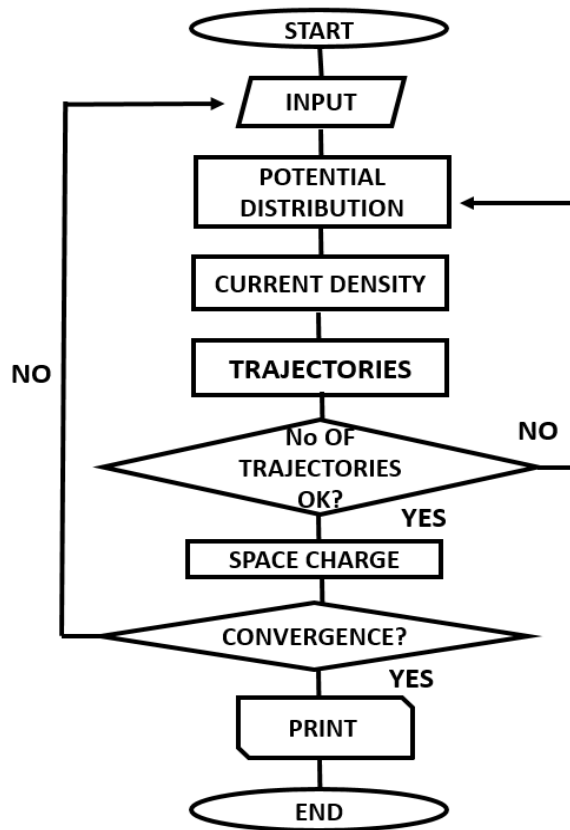 START
INPUT
POTENTIAL
DISTRIBUTION
CURRENT DENSITY
TRAJECTORIES
NO
No OF
TRAJECTORIES
OK?
NO
YES
SPACE CHARGE
CONVERGENCE?
YES
PRINT
END